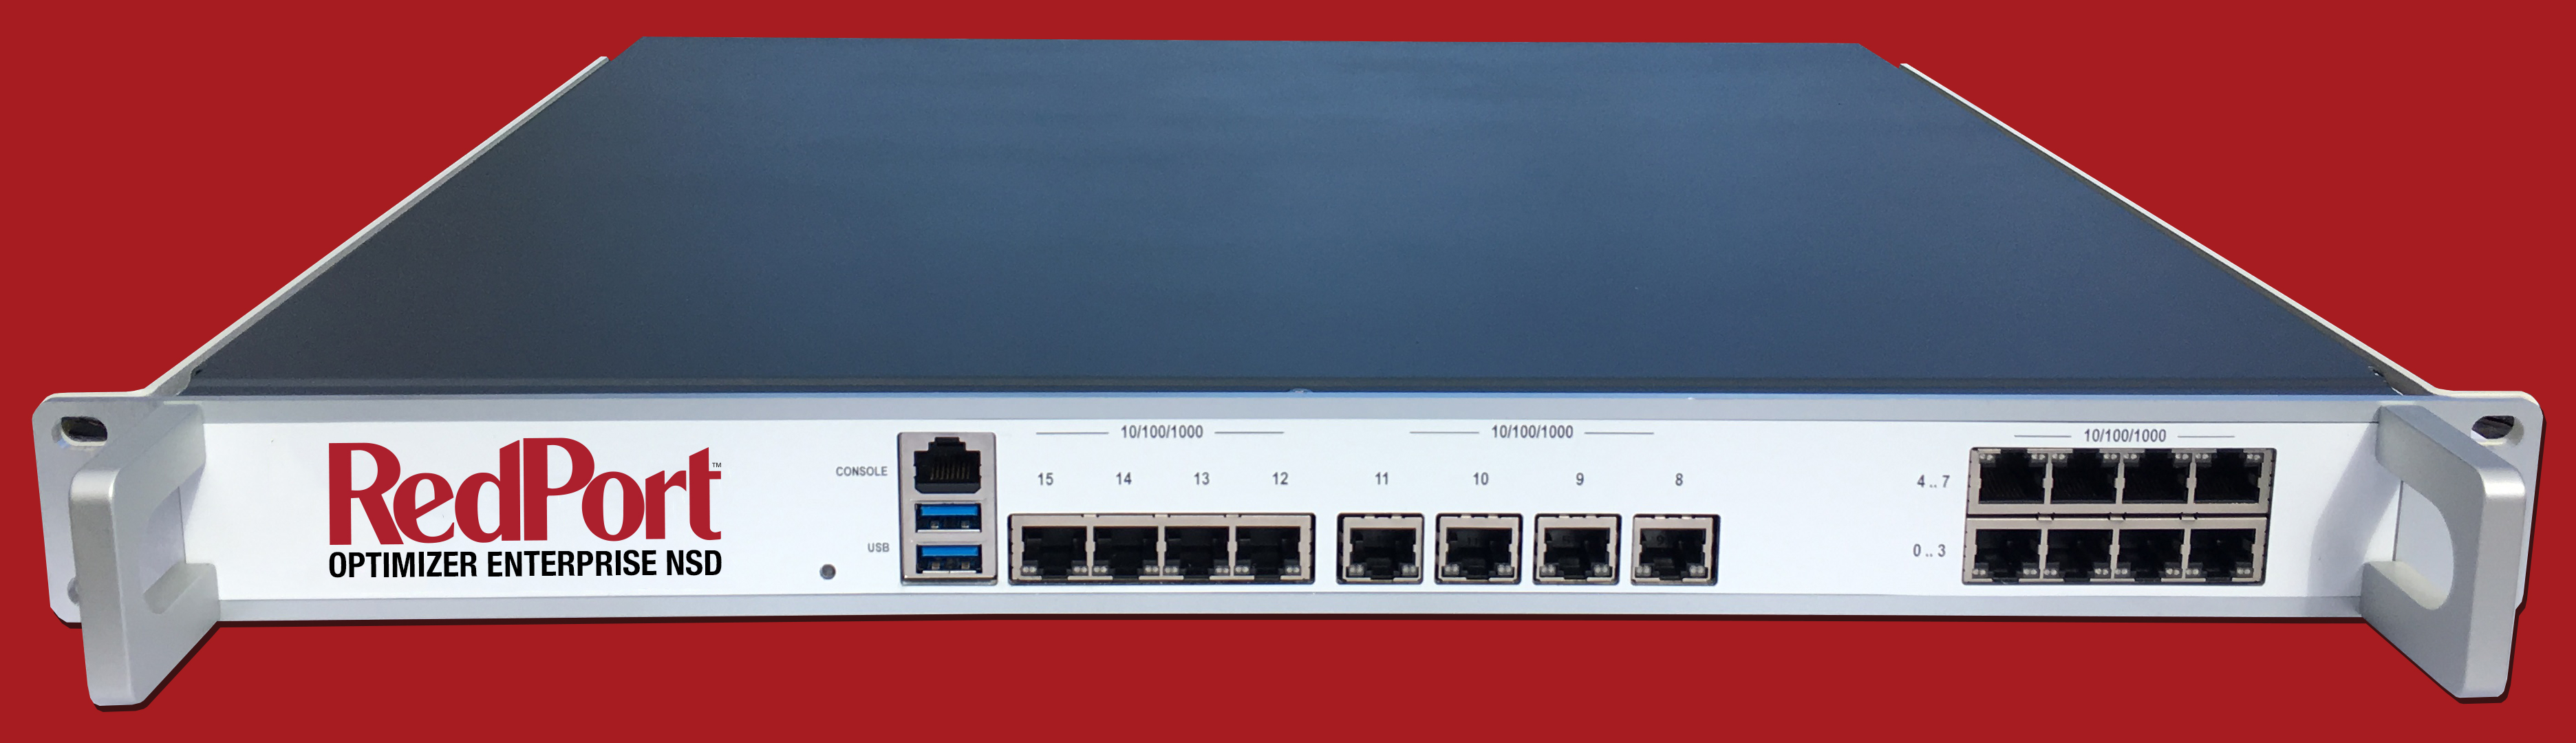 RedPort™
OPTIMIZER ENTERPRISE NSD
CONSOLE
USB
10/100/1000
15 14 13 12
10/100/1000
11 10 9 8
10/100/1000
4 .. 7
0 .. 3